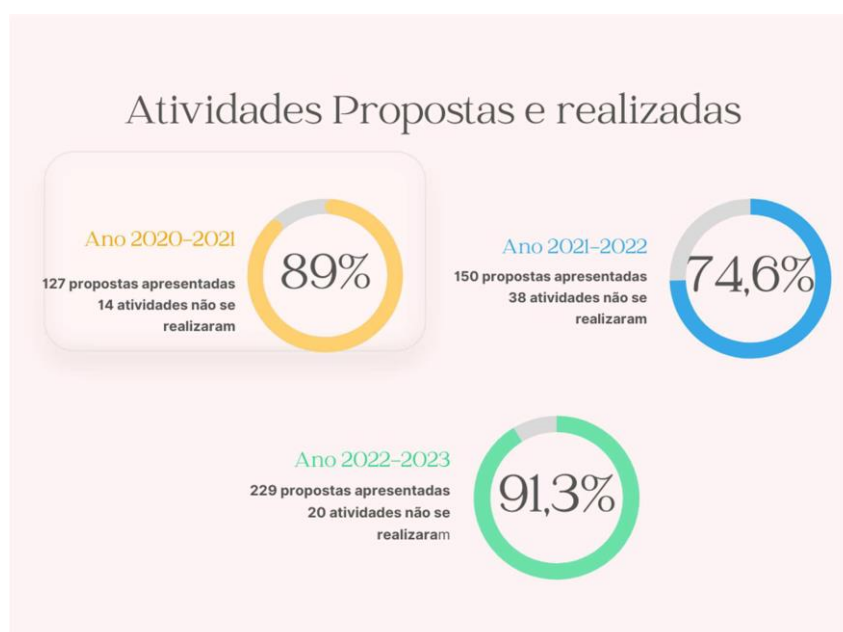 Atividades Propostas e realizadas
Ano 2020-2021
127 propostas apresentadas
14 atividades não se
realizaram
89%
Ano 2021-2022
150 propostas apresentadas
38 atividades não se
realizaram
74,6%
Ano 2022-2023
229 propostas apresentadas
20 atividades não se
realizaram
91,3%